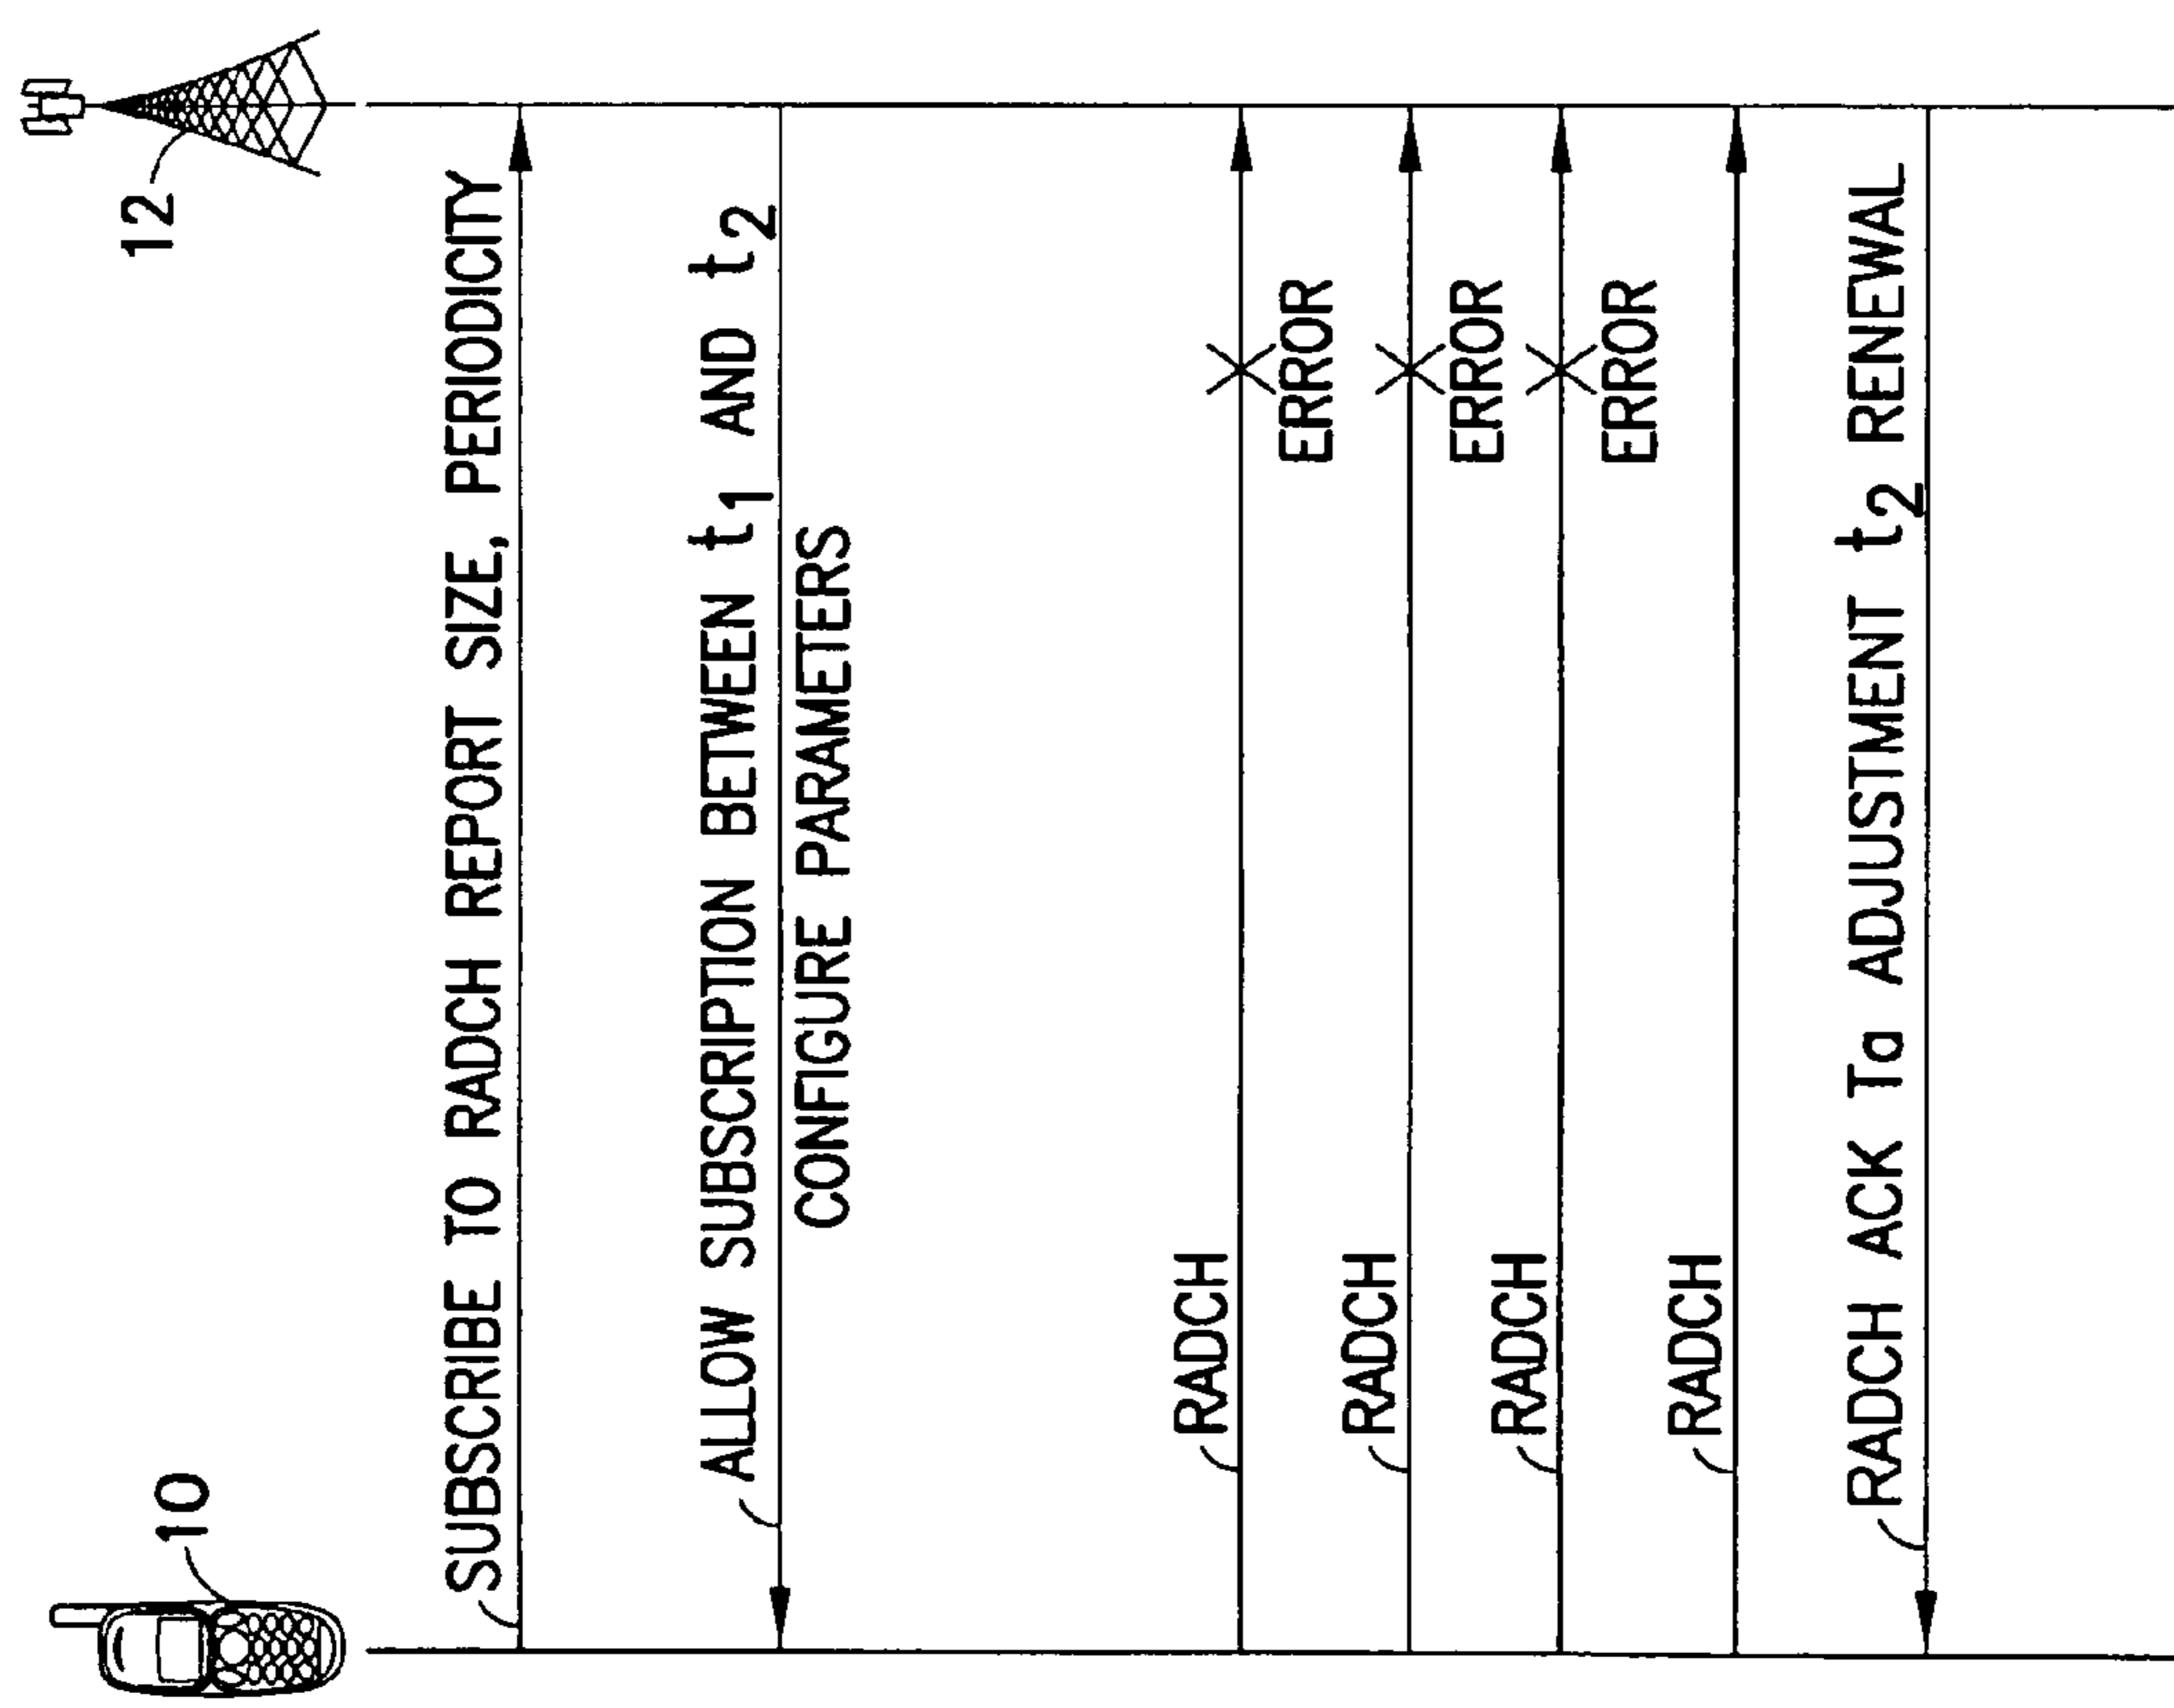 10
12
SUBSCRIBE TO RADCH REPORT SIZE, PERIODICITY
ALLOW SUBSCRIPTION BETWEEN t1 AND t2
CONFIGURE PARAMETERS
RADCH
ERROR
RADCH
ERROR
RADCH
ERROR
RADCH
RADCH ACK Ta ADJUSTMENT t2 RENEWAL